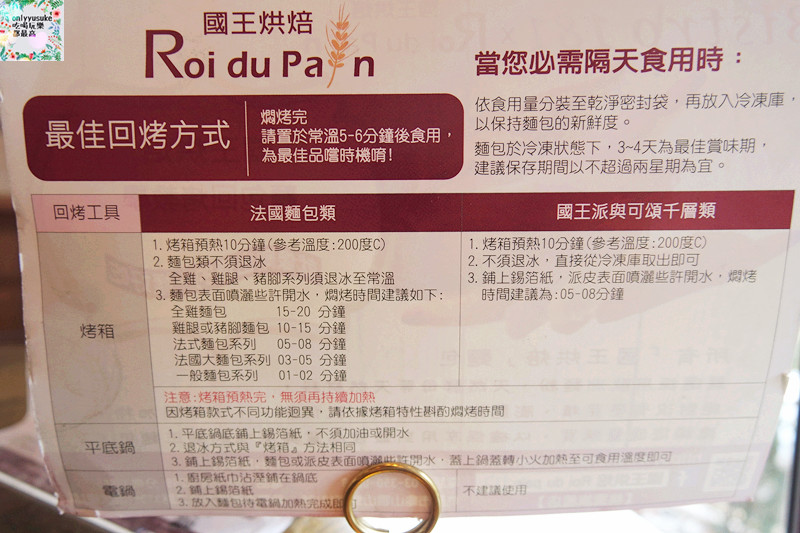 onlyyusuke
吃喝玩樂
部最高
國王烘焙
Roi du Pain
當您必需隔天食用時：
依食用量分裝至乾淨密封袋，再放入冷凍庫，
以保持麵包的新鮮度。
麵包於冷凍狀態下，3~4天為最佳賞味期，
建議保存期間以不超過兩星期為宜。
最佳回烤方式
燜烤完
請置於常溫5-6分鐘後食用，
為最佳品嚐時機唷!
回烤工具
法國麵包類
國王派與可頌千層類
烤箱
1. 烤箱預熱10分鐘(參考溫度:200度C)
2. 麵包類不須退冰
全雞、雞腿、豬腳系列須退冰至常溫
3. 麵包表面噴灑些許開水，燜烤時間建議如下:
全雞麵包 15-20 分鐘
雞腿或豬腳麵包 10-15 分鐘
法式麵包系列 05-08 分鐘
法國大麵包系列 03-05 分鐘
一般麵包系列 01-02 分鐘
1. 烤箱預熱10分鐘(參考溫度:200度C)
2. 不須退冰，直接從冷凍庫取出即可
3. 鋪上錫箔紙，派皮表面噴灑些許開水，燜烤
時間建議為:05-08分鐘
注意:烤箱預熱完，無須再持續加熱
因烤箱款式不同功能迥異，請依據烤箱特性斟酌燜烤時間
平底鍋
1. 平底鍋底鋪上錫箔紙，不須加油或開水
2. 退冰方式與『烤箱』方法相同
3. 鋪上錫箔紙，麵包或派皮表面噴灑些許開水，蓋上鍋蓋轉小火加熱至可食用溫度即可
電鍋
1. 廚房紙巾沾溼鋪在鍋底
2. 鋪上錫箔紙
3. 放入麵包待電鍋加熱完成即可
不建議使用